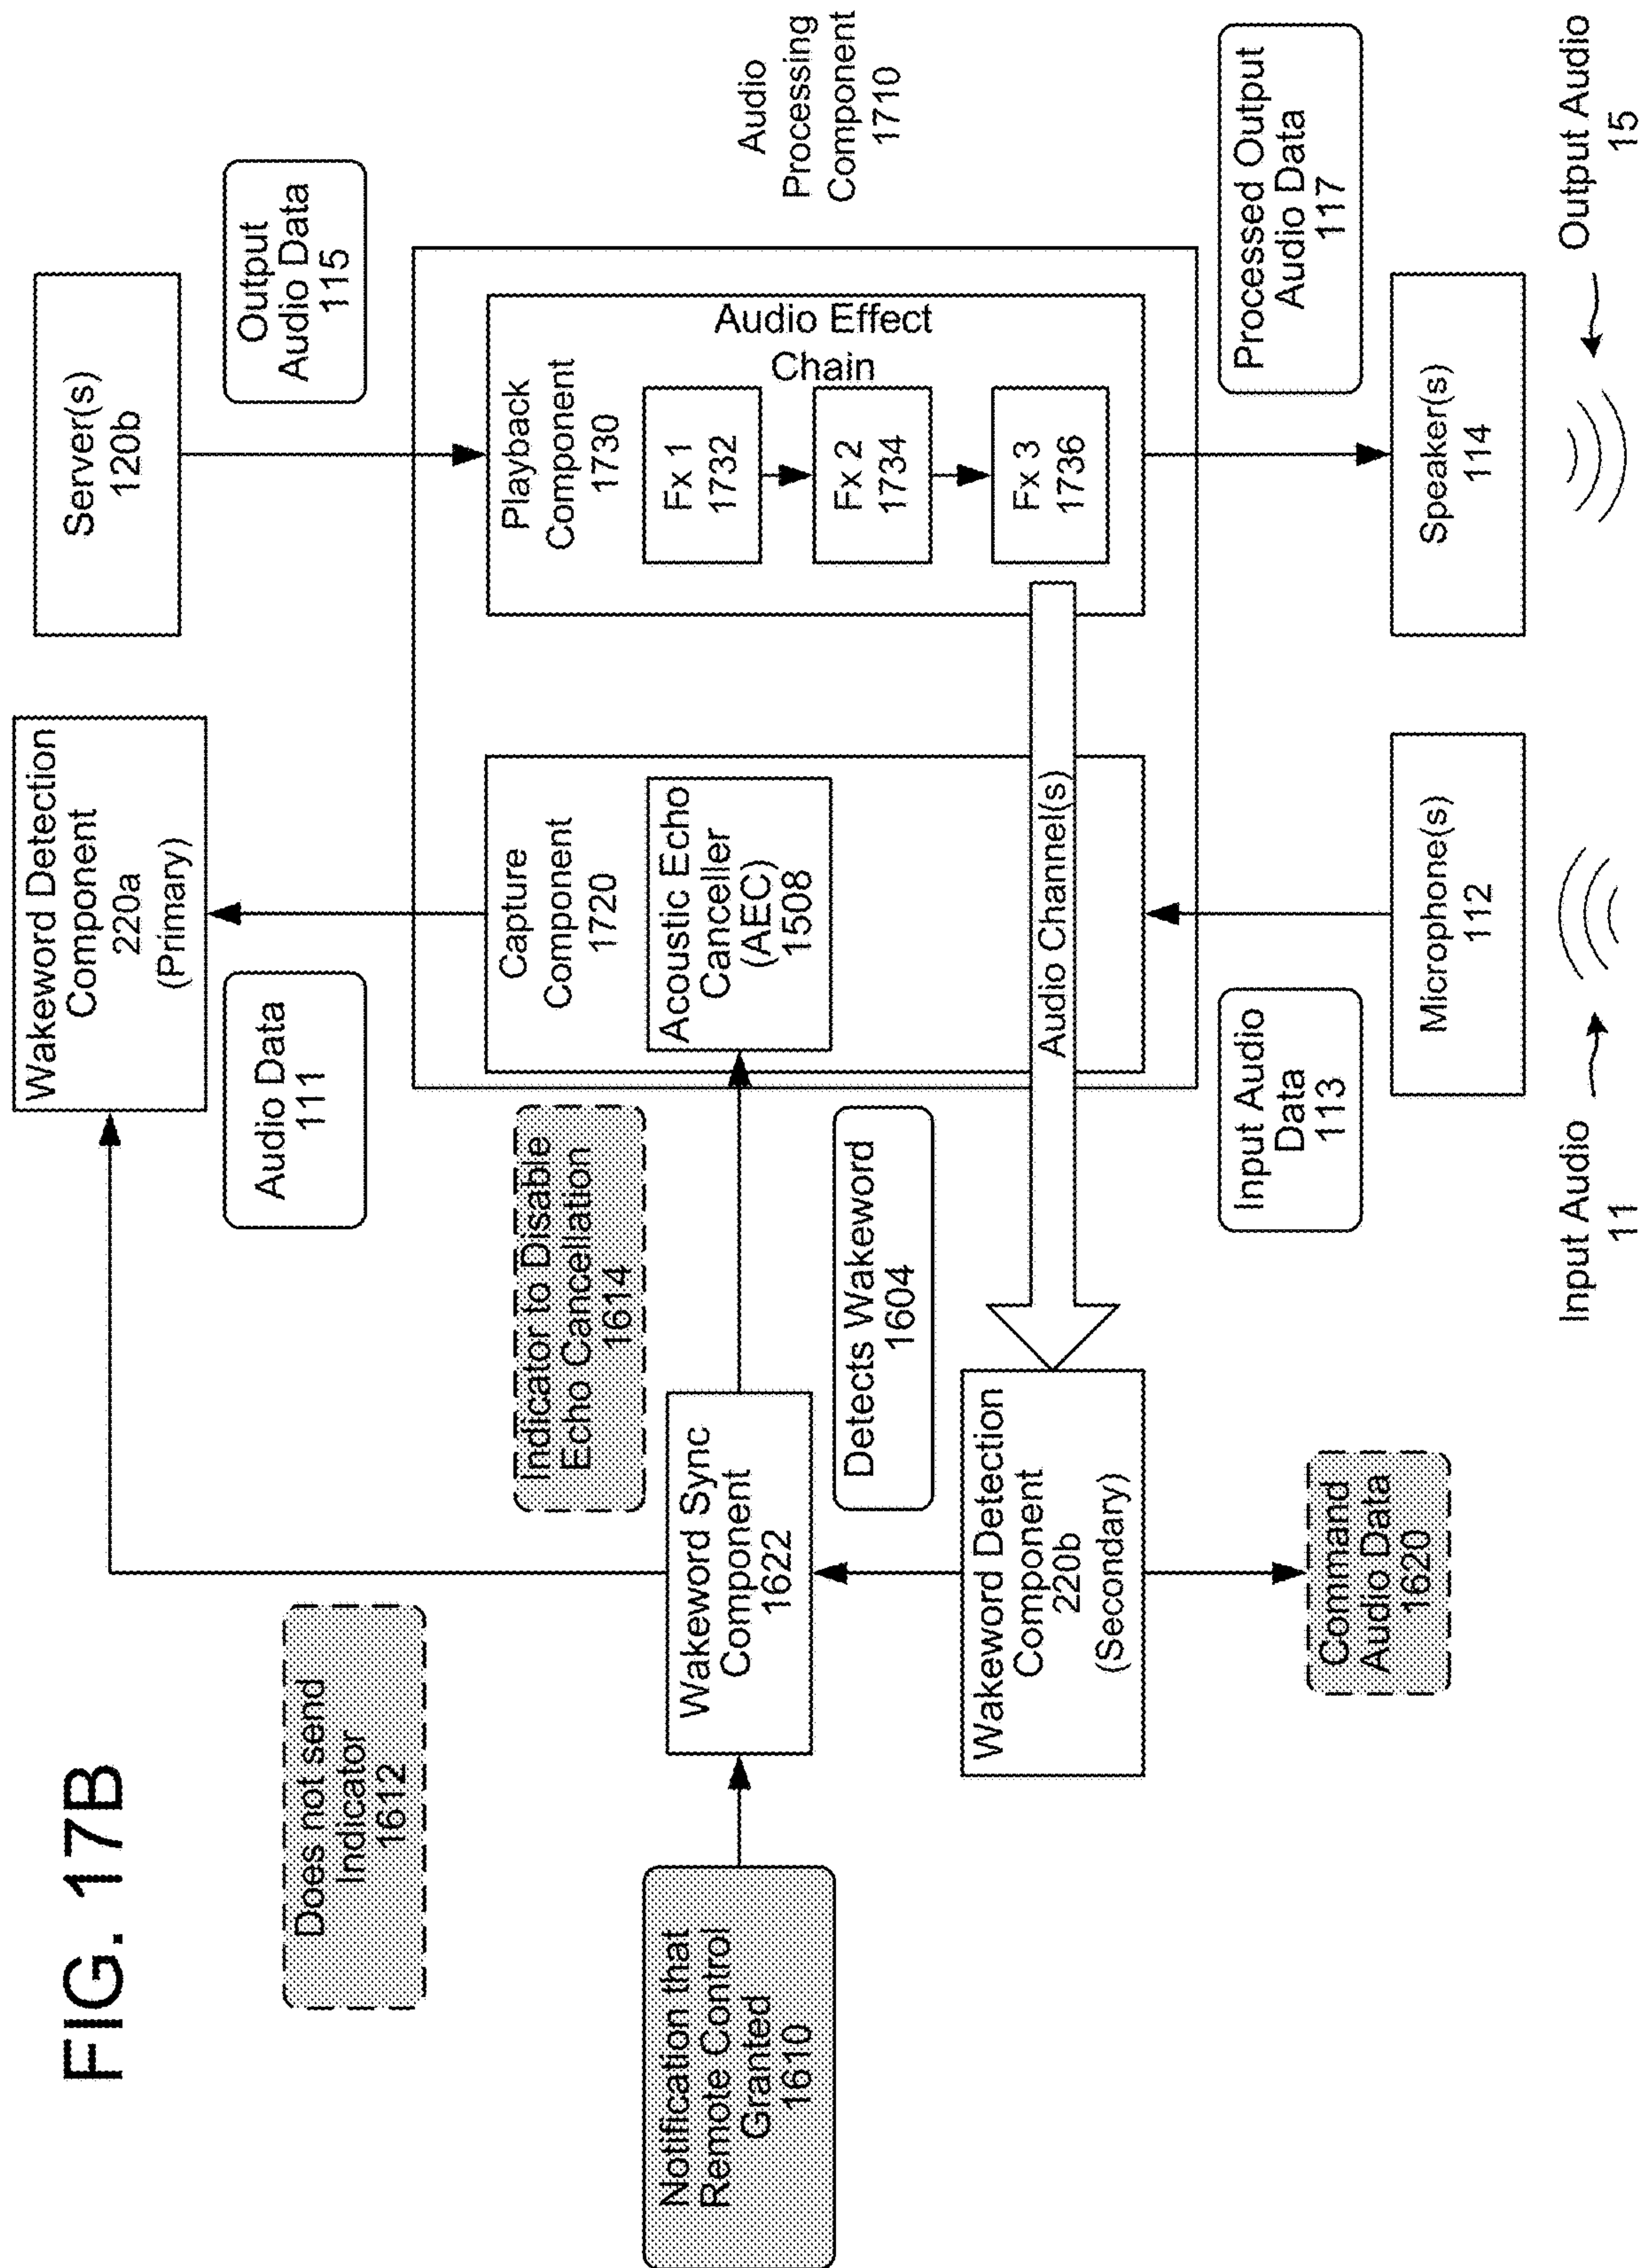 FIG. 17B
Wakeword Detection
Component
220a
(Primary)
Server(s)
120b
Does not send
Indicator
1612
Audio Data
111
Output
Audio Data
115
Notification that
Remote Control
Granted
1610
Wakeword Sync
Component
1622
Indicator to Disable
Echo Cancellation
1614
Capture
Component
1720
Acoustic Echo
Canceller
(AEC)
1508
Playback
Component
1730
Audio Effect
Chain
Fx 1
1732
Fx 2
1734
Fx 3
1736
Audio
Processing
Component
1710
Detects Wakeword
1604
Audio Channel(s)
Wakeword Detection
Component
220b
(Secondary)
Command
Audio Data
1620
Input Audio
Data
113
Processed Output
Audio Data
117
Microphone(s)
112
Speaker(s)
114
Input Audio
11
Output Audio
15